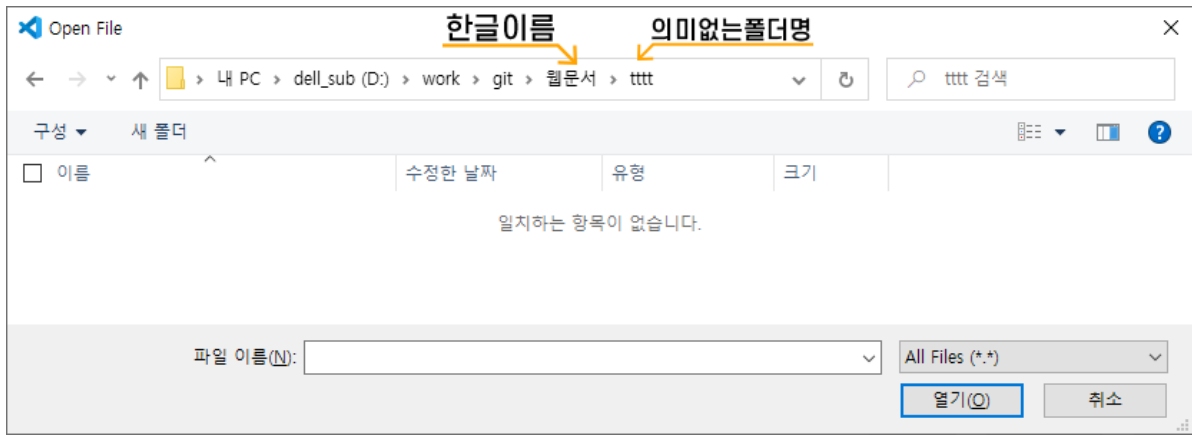 Open File
한글이름 의미없는폴더명
내 PC > dell_sub (D:) > work > git > 웹문서 > tttt
tttt 검색
구성 새 폴더
이름 수정한 날짜 유형 크기
일치하는 항목이 없습니다.
파일 이름(N): All Files (*.*)
열기(O) 취소